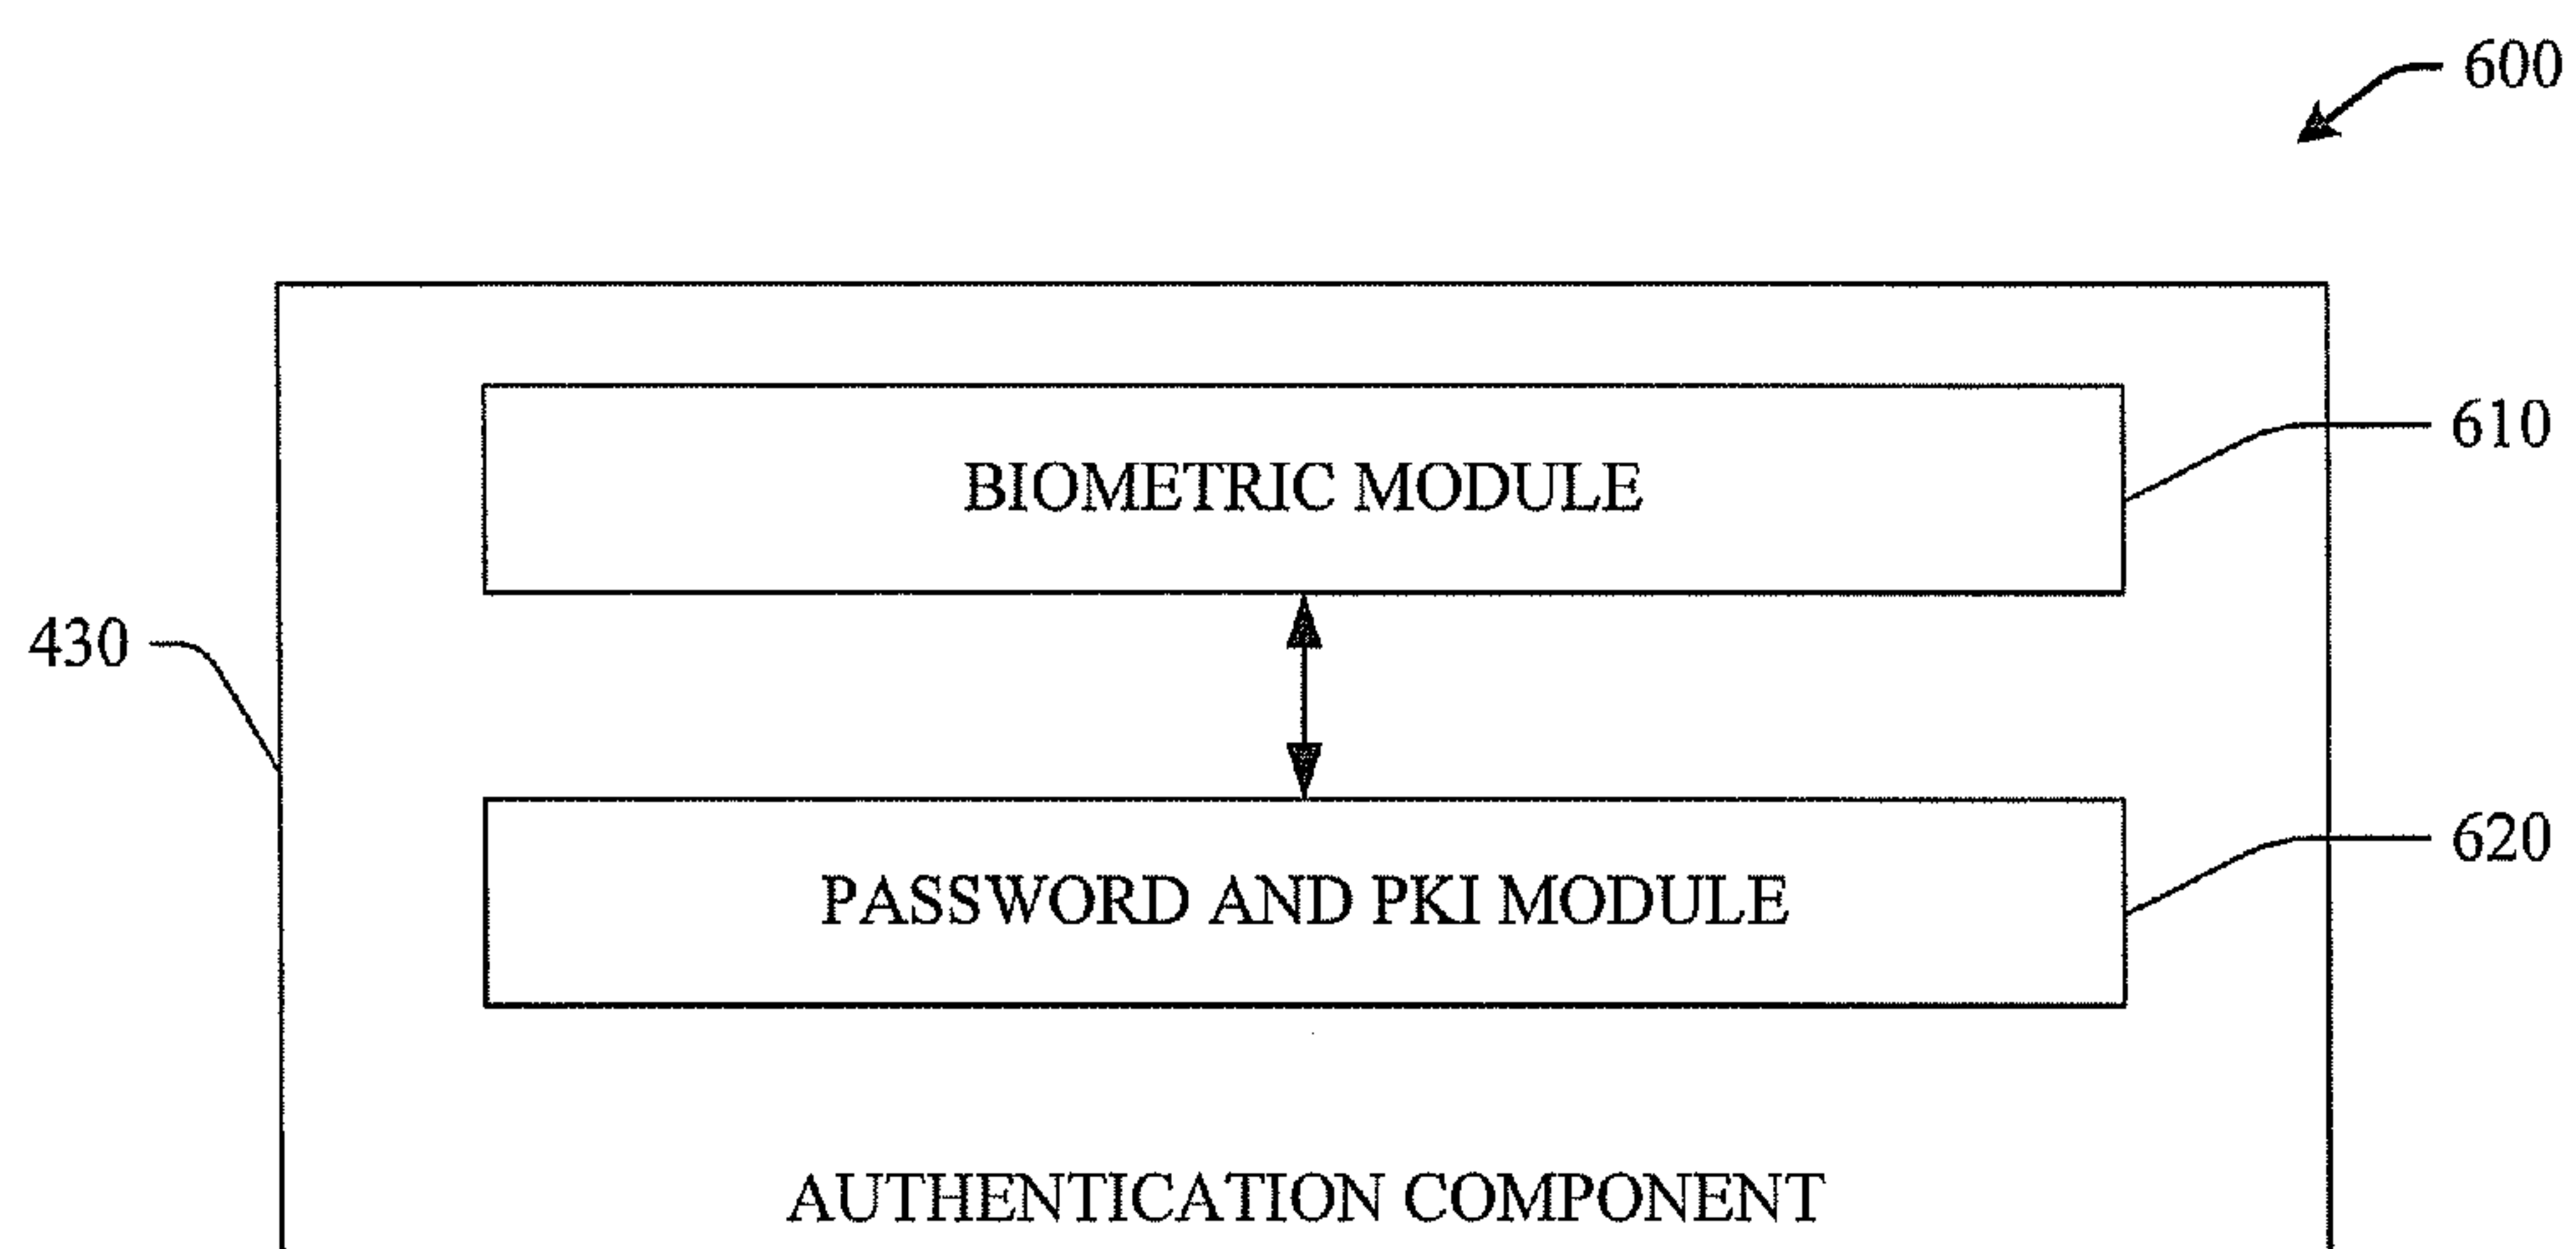 600
BIOMETRIC MODULE
610
430
PASSWORD AND PKI MODULE
620
AUTHENTICATION COMPONENT